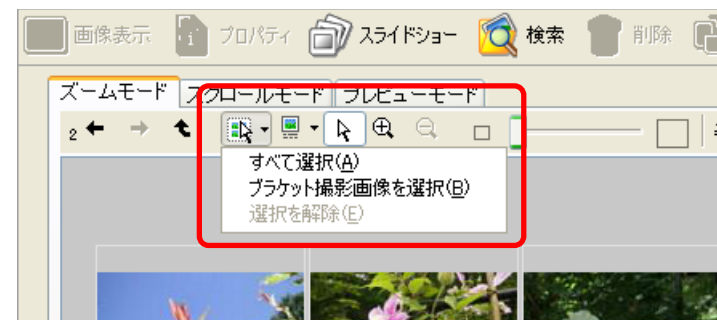 画像表示 プロパティ スライドショー 検索 削除
ズームモード スクロールモード プレビューモード
2
すべて選択(A)
ブラケット撮影画像を選択(B)
選択を解除(E)